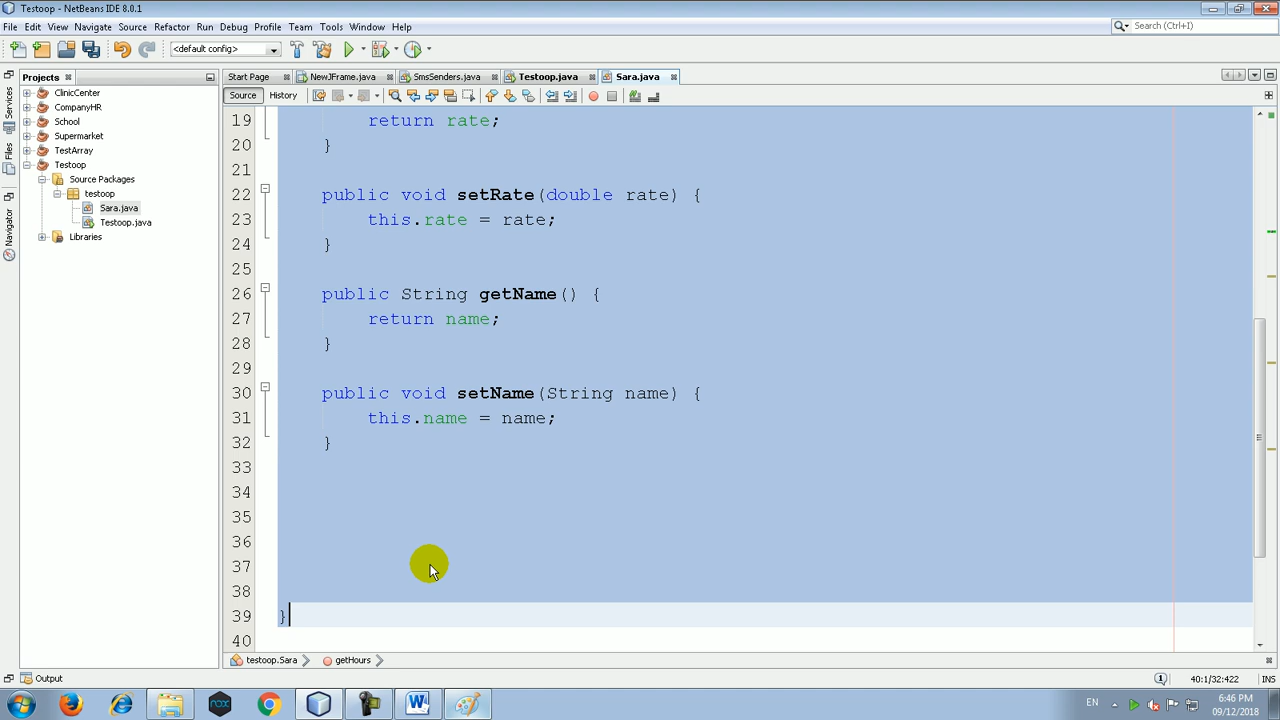 Testoop - NetBeans IDE 8.0.1
File Edit View Navigate Source Refactor Run Debug Profile Team Tools Window Help
Search (Ctrl+I)
<default config>
Projects
Start Page NewJFrame.java SmsSenders.java Testoop.java Sara.java
Source History
Services
Files
Navigator
ClinicCenter
CompanyHR
School
Supermarket
TestArray
Testoop
Source Packages
testoop
Sara.java
Testoop.java
Libraries
19 return rate;
20 }
21
22 public void setRate(double rate) {
23 this.rate = rate;
24 }
25
26 public String getName() {
27 return name;
28 }
29
30 public void setName(String name) {
31 this.name = name;
32 }
33
34
35
36
37
38
39 }
40
testoop.Sara getHours
Output
40:1/32:422 INS
nox
EN
6:46 PM
09/12/2018